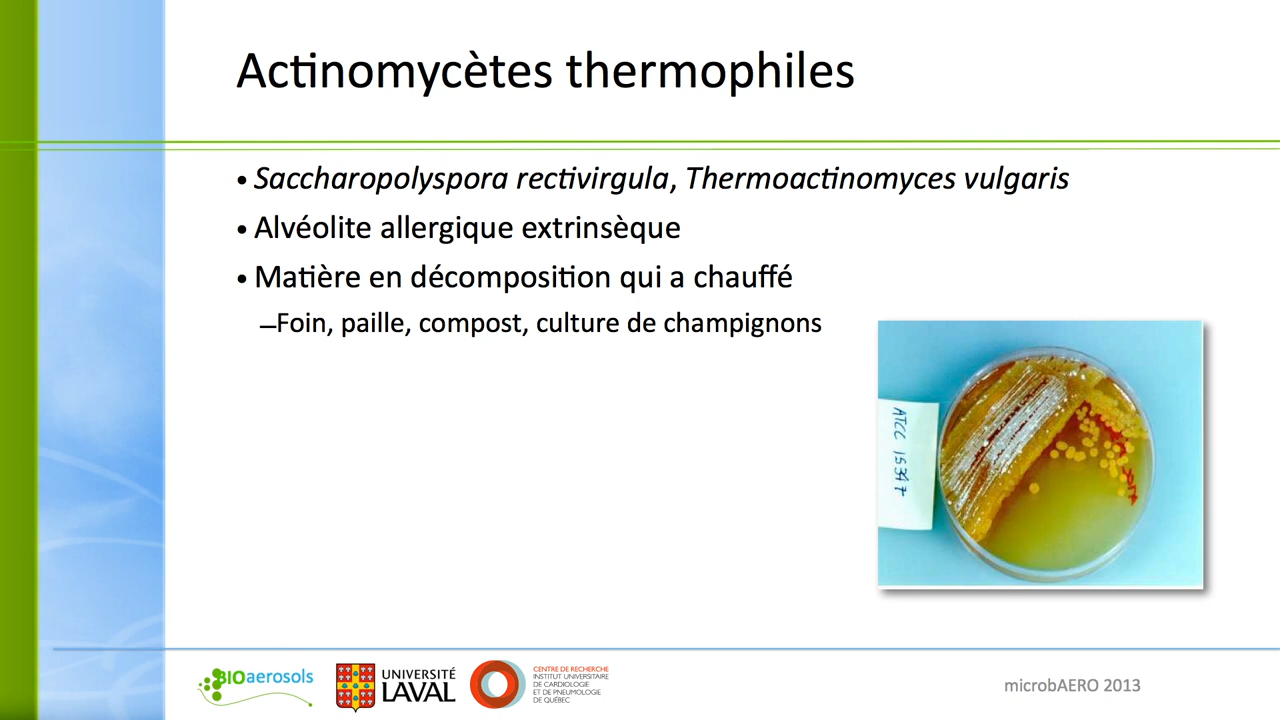 Actinomycètes thermophiles
• Saccharopolyspora rectivirgula, Thermoactinomyces vulgaris
• Alvéolite allergique extrinsèque
• Matière en décomposition qui a chauffé
–Foin, paille, compost, culture de champignons
ATCC 15347
BIOaerosols
UNIVERSITÉ
LAVAL
CENTRE DE RECHERCHE
INSTITUT UNIVERSITAIRE
DE CARDIOLOGIE
ET DE PNEUMOLOGIE
DE QUÉBEC
microbAERO 2013